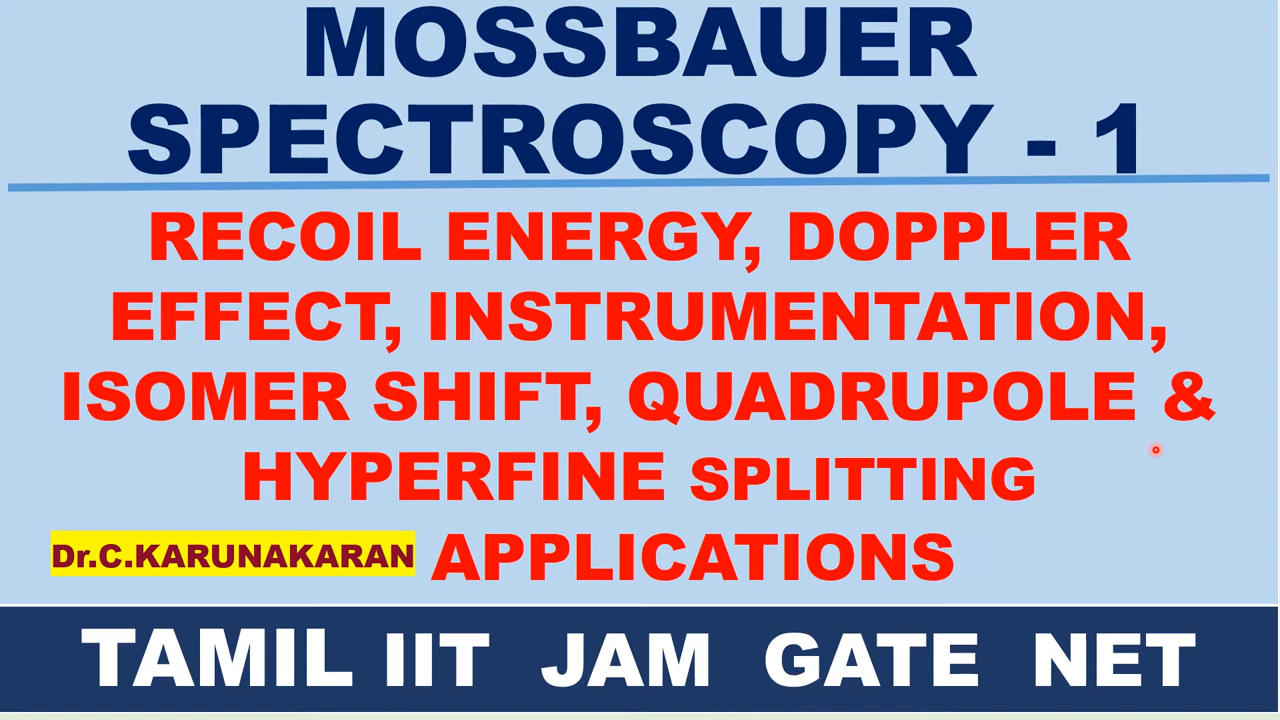 MOSSBAUER
SPECTROSCOPY - 1
RECOIL ENERGY, DOPPLER
EFFECT, INSTRUMENTATION,
ISOMER SHIFT, QUADRUPOLE &
HYPERFINE SPLITTING
Dr.C.KARUNAKARAN APPLICATIONS
TAMIL IIT JAM GATE NET